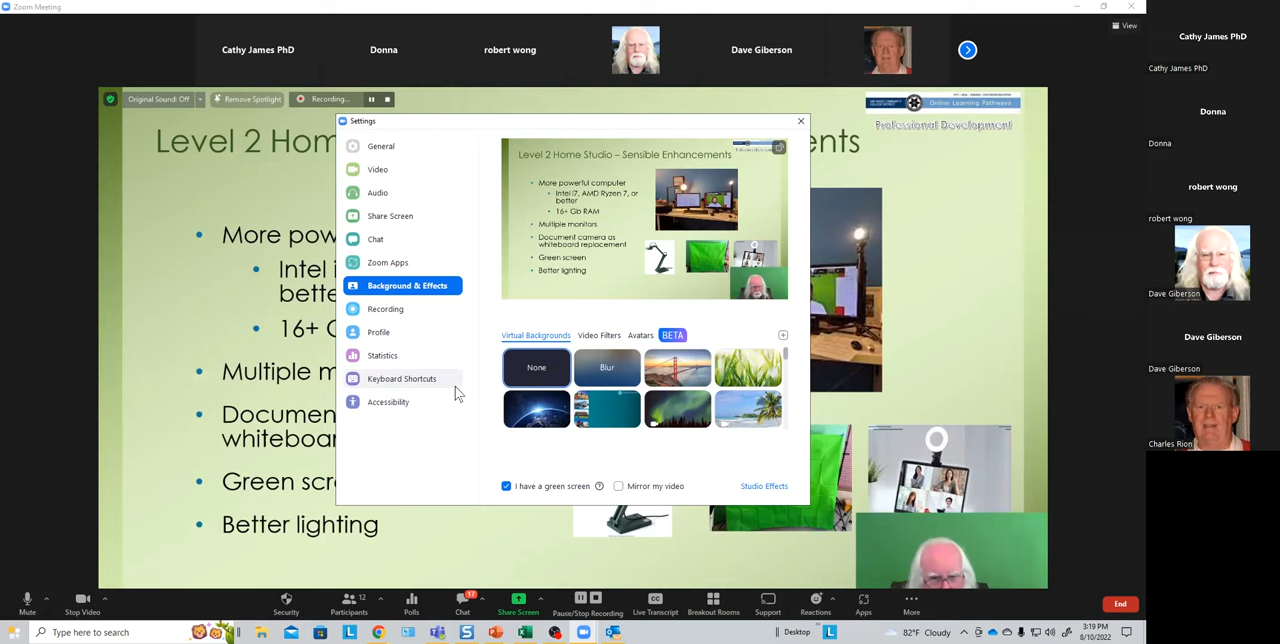 Zoom Meeting
View
Cathy James PhD
Donna
robert wong
Dave Giberson
Original Sound: Off
Remove Spotlight
Recording...
Online Learning Pathways
Professional Development
Level 2 Hom
ents
More pow
Intel i
bette
16+ G
Multiple m
Documen
whiteboar
Green scre
Better lighting
Settings
General
Video
Audio
Share Screen
Chat
Zoom Apps
Background & Effects
Recording
Profile
Statistics
Keyboard Shortcuts
Accessibility
Level 2 Home Studio – Sensible Enhancements
More powerful computer
Intel i7, AMD Ryzen 7, or
better
16+ Gb RAM
Multiple monitors
Document camera as
whiteboard replacement
Green screen
Better lighting
Virtual Backgrounds
Video Filters
Avatars
BETA
None
Blur
I have a green screen
Mirror my video
Studio Effects
Cathy James PhD
Cathy James PhD
Donna
Donna
robert wong
robert wong
Dave Giberson
Dave Giberson
Dave Giberson
Charles Rion
Mute
Stop Video
Security
12
Participants
Polls
17
Chat
Share Screen
Pause/Stop Recording
Live Transcript
Breakout Rooms
Support
Reactions
Apps
More
End
Type here to search
Desktop
82°F Cloudy
3:19 PM
8/10/2022